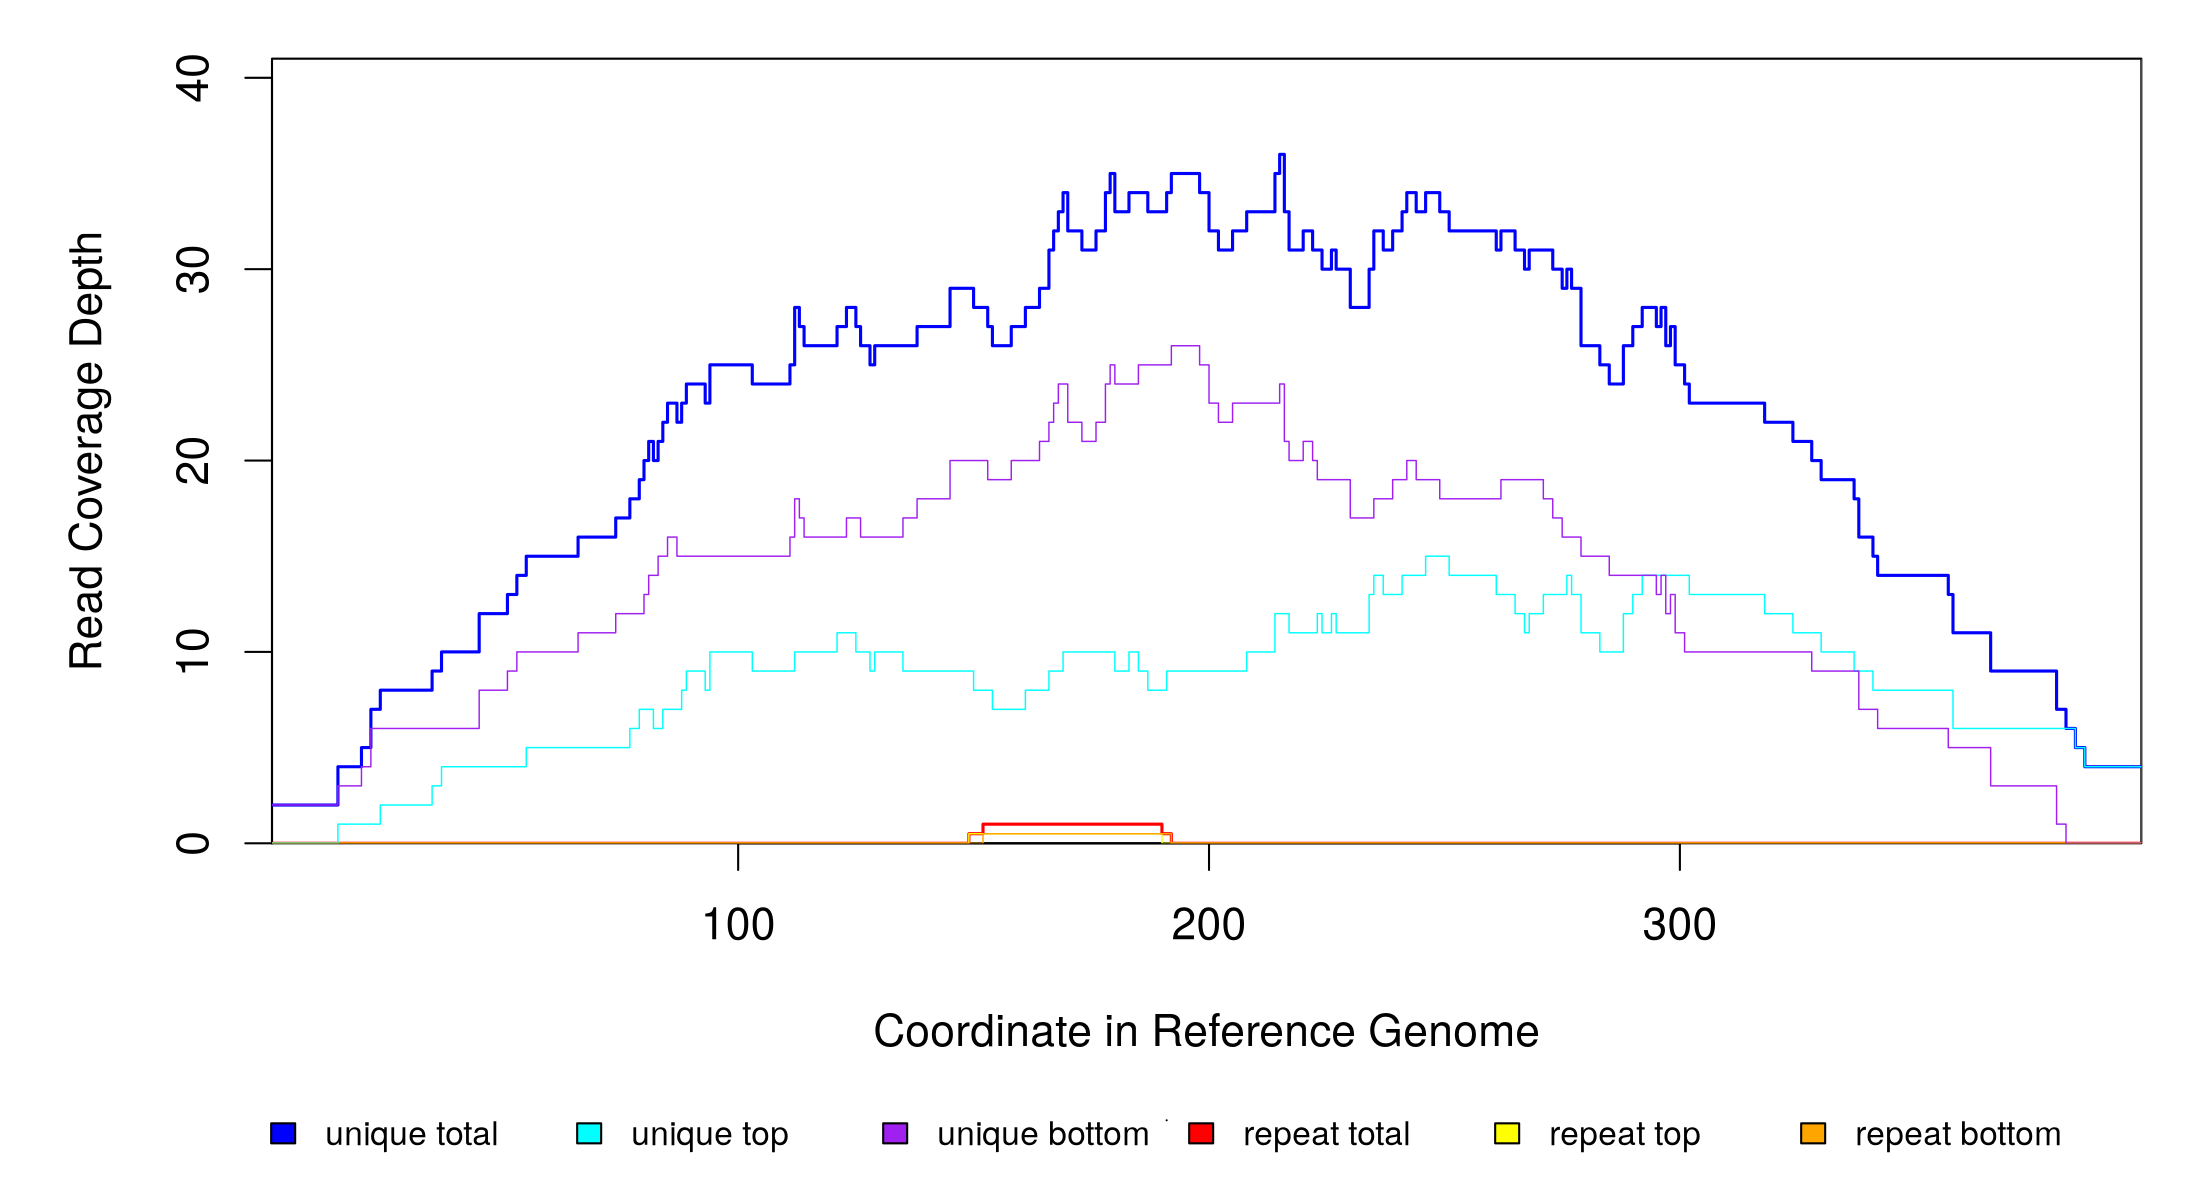 Read Coverage Depth
40
30
20
10
0
100 200 300
Coordinate in Reference Genome
unique total unique top unique bottom repeat total repeat top repeat bottom